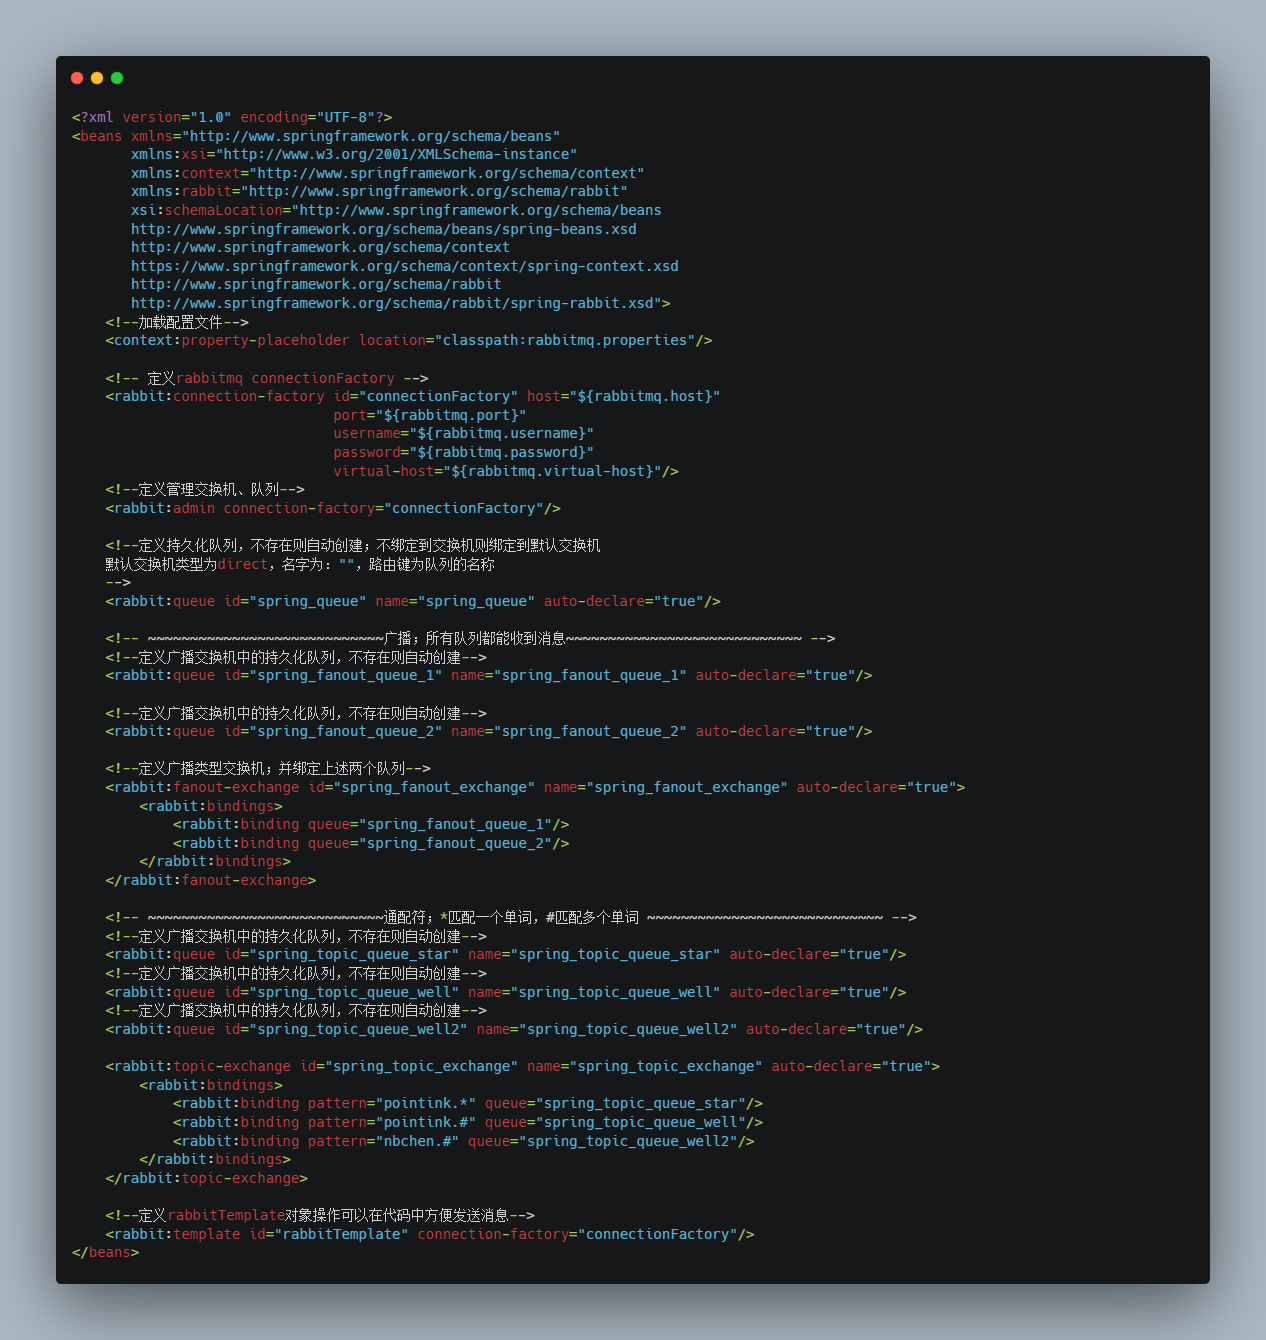 <?xml version="1.0" encoding="UTF-8"?>
<beans xmlns="http://www.springframework.org/schema/beans"
       xmlns:xsi="http://www.w3.org/2001/XMLSchema-instance"
       xmlns:context="http://www.springframework.org/schema/context"
       xmlns:rabbit="http://www.springframework.org/schema/rabbit"
       xsi:schemaLocation="http://www.springframework.org/schema/beans
       http://www.springframework.org/schema/beans/spring-beans.xsd
       http://www.springframework.org/schema/context
       https://www.springframework.org/schema/context/spring-context.xsd
       http://www.springframework.org/schema/rabbit
       http://www.springframework.org/schema/rabbit/spring-rabbit.xsd">
    <!--加载配置文件-->
    <context:property-placeholder location="classpath:rabbitmq.properties"/>

    <!-- 定义rabbitmq connectionFactory -->
    <rabbit:connection-factory id="connectionFactory" host="${rabbitmq.host}"
                               port="${rabbitmq.port}"
                               username="${rabbitmq.username}"
                               password="${rabbitmq.password}"
                               virtual-host="${rabbitmq.virtual-host}"/>
    <!--定义管理交换机、队列-->
    <rabbit:admin connection-factory="connectionFactory"/>

    <!--定义持久化队列，不存在则自动创建；不绑定到交换机则绑定到默认交换机
    默认交换机类型为direct，名字为：""，路由键为队列的名称
    -->
    <rabbit:queue id="spring_queue" name="spring_queue" auto-declare="true"/>

    <!-- ~~~~~~~~~~~~~~~~~~~~~~~~~~~~广播；所有队列都能收到消息~~~~~~~~~~~~~~~~~~~~~~~~~~~~ -->
    <!--定义广播交换机中的持久化队列，不存在则自动创建-->
    <rabbit:queue id="spring_fanout_queue_1" name="spring_fanout_queue_1" auto-declare="true"/>

    <!--定义广播交换机中的持久化队列，不存在则自动创建-->
    <rabbit:queue id="spring_fanout_queue_2" name="spring_fanout_queue_2" auto-declare="true"/>

    <!--定义广播类型交换机；并绑定上述两个队列-->
    <rabbit:fanout-exchange id="spring_fanout_exchange" name="spring_fanout_exchange" auto-declare="true">
        <rabbit:bindings>
            <rabbit:binding queue="spring_fanout_queue_1"/>
            <rabbit:binding queue="spring_fanout_queue_2"/>
        </rabbit:bindings>
    </rabbit:fanout-exchange>

    <!-- ~~~~~~~~~~~~~~~~~~~~~~~~~~~~通配符；*匹配一个单词，#匹配多个单词 ~~~~~~~~~~~~~~~~~~~~~~~~~~~~ -->
    <!--定义广播交换机中的持久化队列，不存在则自动创建-->
    <rabbit:queue id="spring_topic_queue_star" name="spring_topic_queue_star" auto-declare="true"/>
    <!--定义广播交换机中的持久化队列，不存在则自动创建-->
    <rabbit:queue id="spring_topic_queue_well" name="spring_topic_queue_well" auto-declare="true"/>
    <!--定义广播交换机中的持久化队列，不存在则自动创建-->
    <rabbit:queue id="spring_topic_queue_well2" name="spring_topic_queue_well2" auto-declare="true"/>

    <rabbit:topic-exchange id="spring_topic_exchange" name="spring_topic_exchange" auto-declare="true">
        <rabbit:bindings>
            <rabbit:binding pattern="pointink.*" queue="spring_topic_queue_star"/>
            <rabbit:binding pattern="pointink.#" queue="spring_topic_queue_well"/>
            <rabbit:binding pattern="nbchen.#" queue="spring_topic_queue_well2"/>
        </rabbit:bindings>
    </rabbit:topic-exchange>

    <!--定义rabbitTemplate对象操作可以在代码中方便发送消息-->
    <rabbit:template id="rabbitTemplate" connection-factory="connectionFactory"/>
</beans>